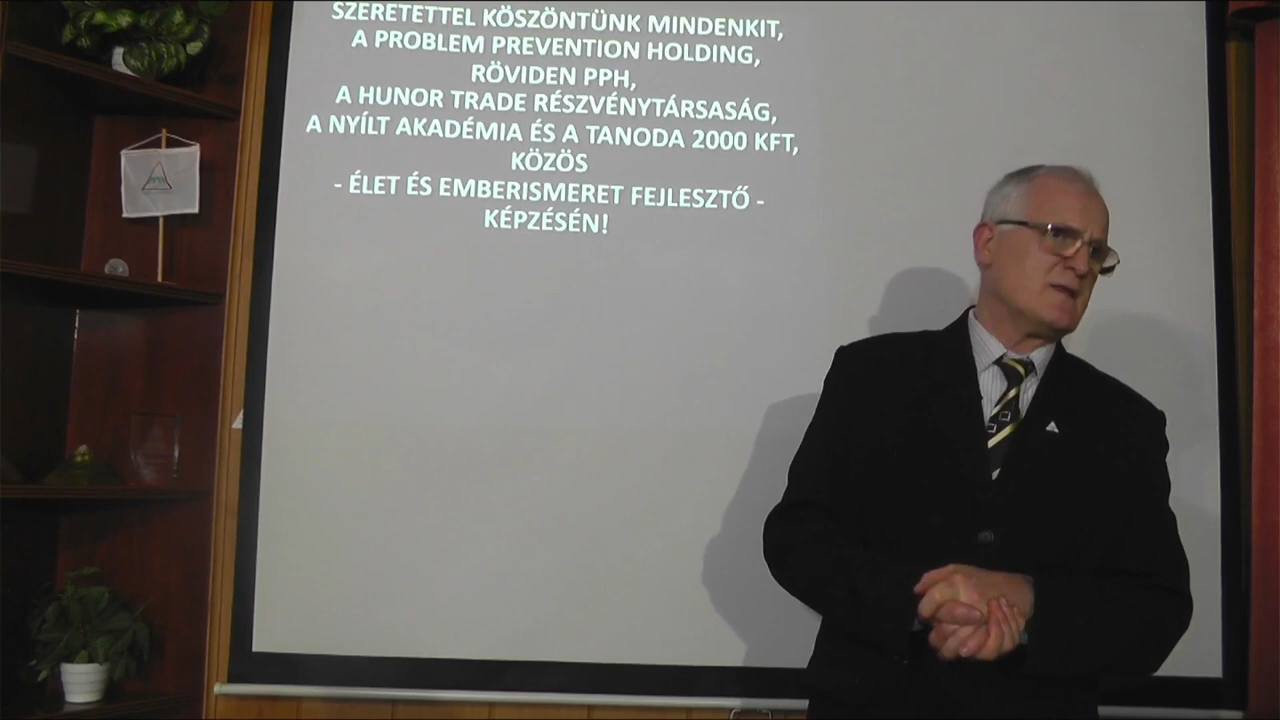 SZERETETTEL KÖSZÖNTÜNK MINDENKIT,
A PROBLEM PREVENTION HOLDING,
RÖVIDEN PPH,
A HUNOR TRADE RÉSZVÉNYTÁRSASÁG,
A NYÍLT AKADÉMIA ÉS A TANODA 2000 KFT,
KÖZÖS
- ÉLET ÉS EMBERISMERET FEJLESZTŐ -
KÉPZÉSÉN!